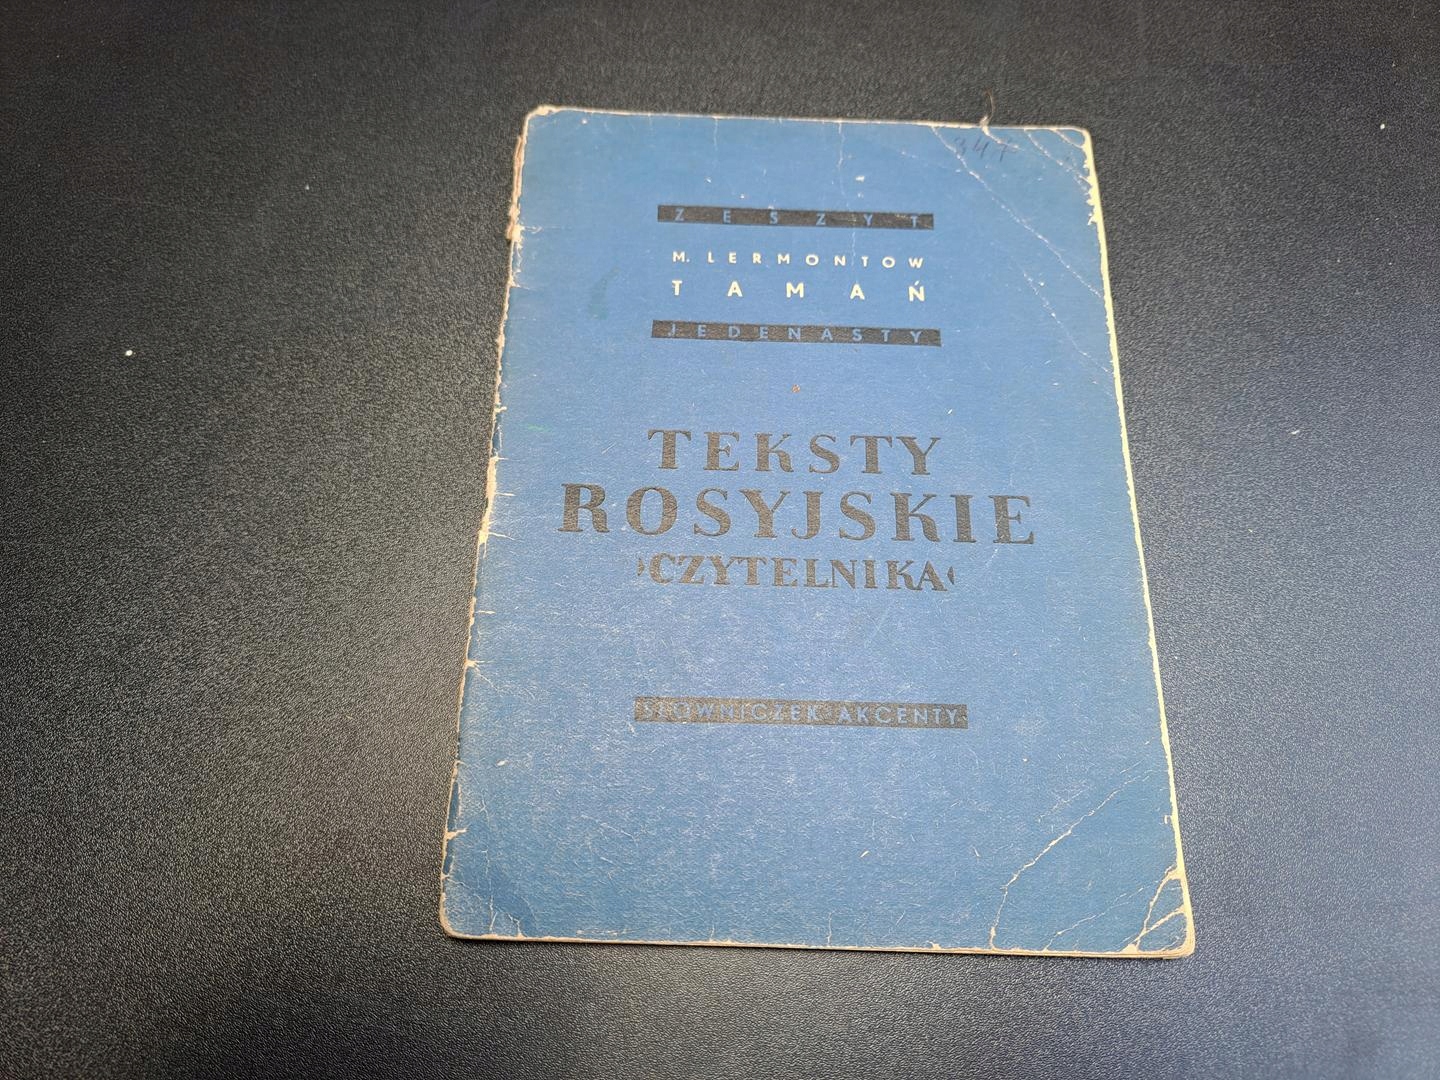 ZESZYT
M. LERMONTOW
TAMAŃ
JEDENASTY
TEKSTY
ROSYJSKIE
›CZYTELNIKA‹
SŁOWNICZEK·AKCENTY